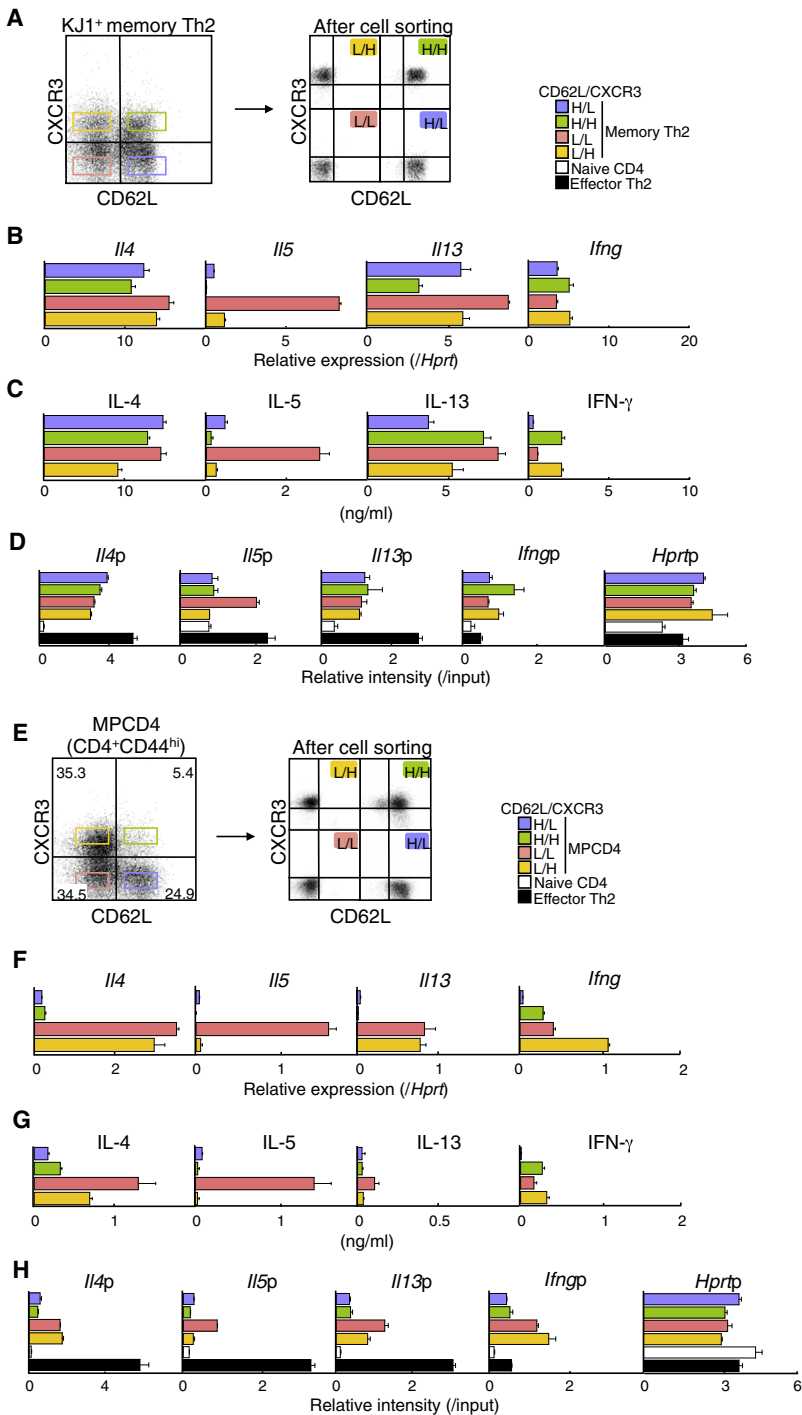 A
KJ1+ memory Th2
After cell sorting
CXCR3
CD62L
CXCR3
L/H
H/H
L/L
H/L
CD62L
CD62L/CXCR3
H/L
H/H
L/L
L/H
Memory Th2
Naive CD4
Effector Th2
B
Il4
Il5
Il13
Ifng
0 10 0 5 0 5 0 10 20
Relative expression (/Hprt)
C
IL-4
IL-5
IL-13
IFN-γ
0 10 0 2 0 5 0 5 10
(ng/ml)
D
Il4p
Il5p
Il13p
Ifngp
Hprtp
0 4 0 2 0 2 0 2 0 3 6
Relative intensity (/input)
E
MPCD4
(CD4+CD44hi)
After cell sorting
35.3
5.4
34.5
24.9
CXCR3
CD62L
CXCR3
L/H
H/H
L/L
H/L
CD62L
CD62L/CXCR3
H/L
H/H
L/L
L/H
MPCD4
Naive CD4
Effector Th2
F
Il4
Il5
Il13
Ifng
0 2 0 1 0 1 0 1 2
Relative expression (/Hprt)
G
IL-4
IL-5
IL-13
IFN-γ
0 1 0 1 0 0.5 0 1 2
(ng/ml)
H
Il4p
Il5p
Il13p
Ifngp
Hprtp
0 4 0 2 0 2 0 2 0 3 6
Relative intensity (/input)